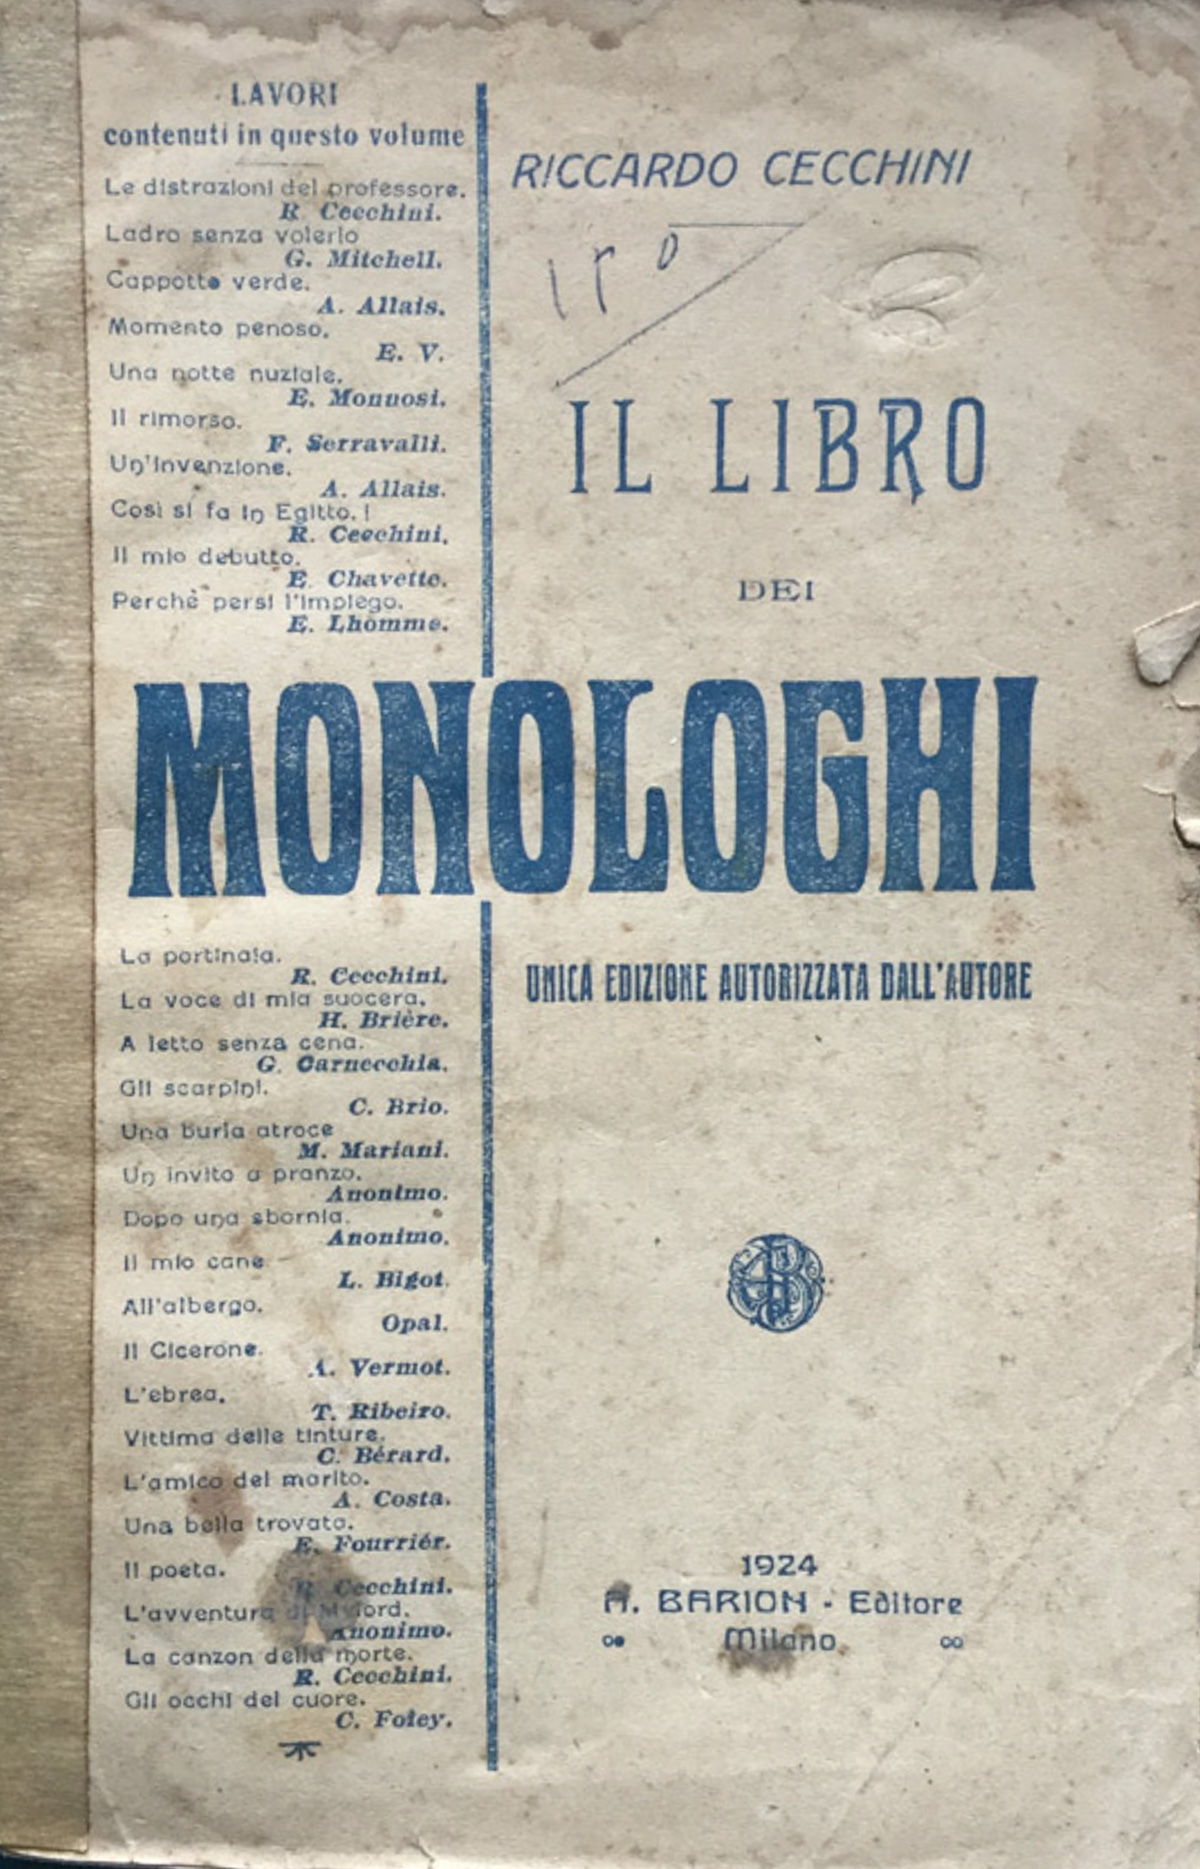 LAVORI
contenuti in questo volume
Le distrazioni del professore.
R. Cecchini.
Ladro senza volerlo
G. Mitchell.
Cappotto verde.
A. Allais.
Momento penoso.
E. V.
Una notte nuziale.
E. Monnosi.
Il rimorso.
F. Serravalli.
Un'invenzione.
A. Allais.
Così si fa in Egitto.!
R. Cecchini.
Il mio debutto.
E. Chavette.
Perchè persi l'impiego.
E. Lhomme.
RICCARDO CECCHINI
IL LIBRO
DEI
MONOLOGHI
La portinaia.
R. Cecchini.
La voce di mia suocera.
H. Brière.
A letto senza cena.
G. Carnecchia.
Gli scarpini.
C. Brio.
Una burla atroce
M. Mariani.
Un invito a pranzo.
Anonimo.
Dopo una sbornia.
Anonimo.
Il mio cane
L. Bigot.
All'albergo.
Opal.
Il Cicerone.
A. Vermot.
L'ebrea.
T. Ribeiro.
Vittima delle tinture.
C. Bérard.
L'amico del marito.
A. Costa.
Una bella trovata.
E. Fourriér.
Il poeta.
R. Cecchini.
L'avventura di Mylord.
Anonimo.
La canzon della morte.
R. Cecchini.
Gli occhi del cuore.
C. Foley.
UNICA EDIZIONE AUTORIZZATA DALL'AUTORE
1924
A. BARION - Editore
Milano